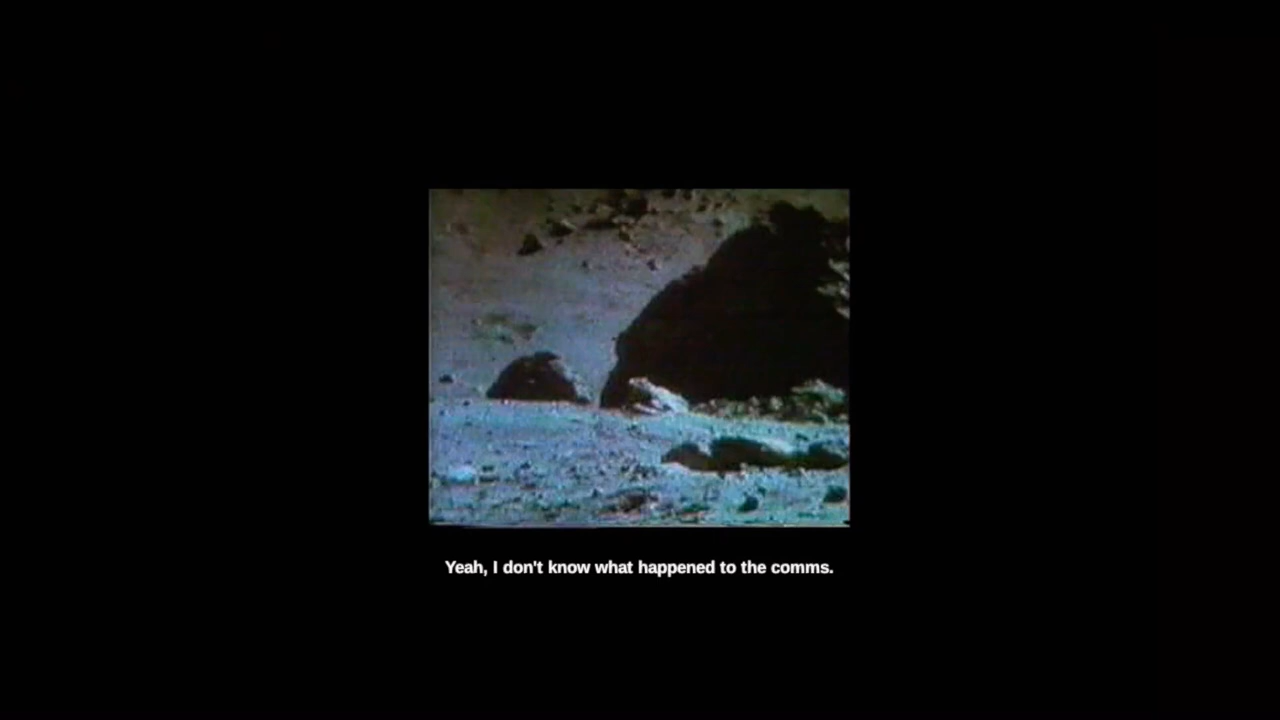 Yeah, I don't know what happened to the comms.